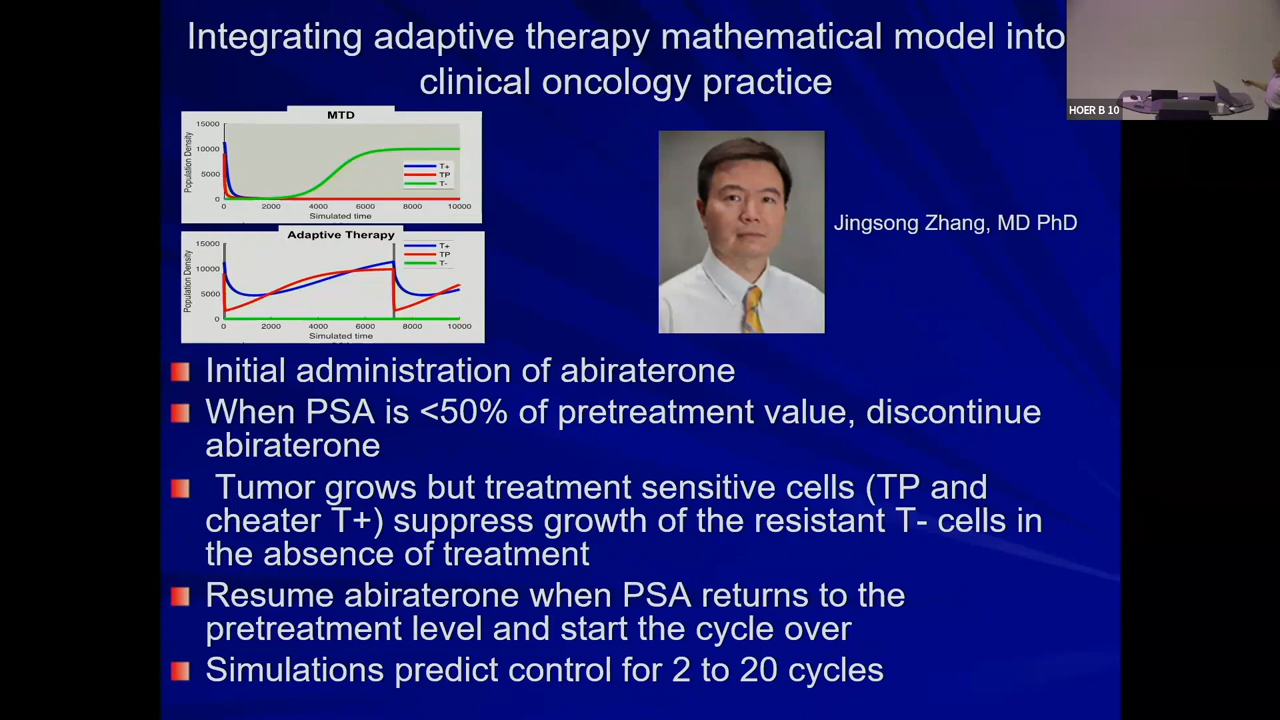 Integrating adaptive therapy mathematical model into
clinical oncology practice
HOER B 10
MTD
Population Density
15000
10000
5000
0
T+
TP
T-
0 2000 4000 6000 8000 10000
Simulated time
Adaptive Therapy
Population Density
15000
10000
5000
0
T+
TP
T-
0 2000 4000 6000 8000 10000
Simulated time
Jingsong Zhang, MD PhD
Initial administration of abiraterone
When PSA is <50% of pretreatment value, discontinue
abiraterone
Tumor grows but treatment sensitive cells (TP and
cheater T+) suppress growth of the resistant T- cells in
the absence of treatment
Resume abiraterone when PSA returns to the
pretreatment level and start the cycle over
Simulations predict control for 2 to 20 cycles